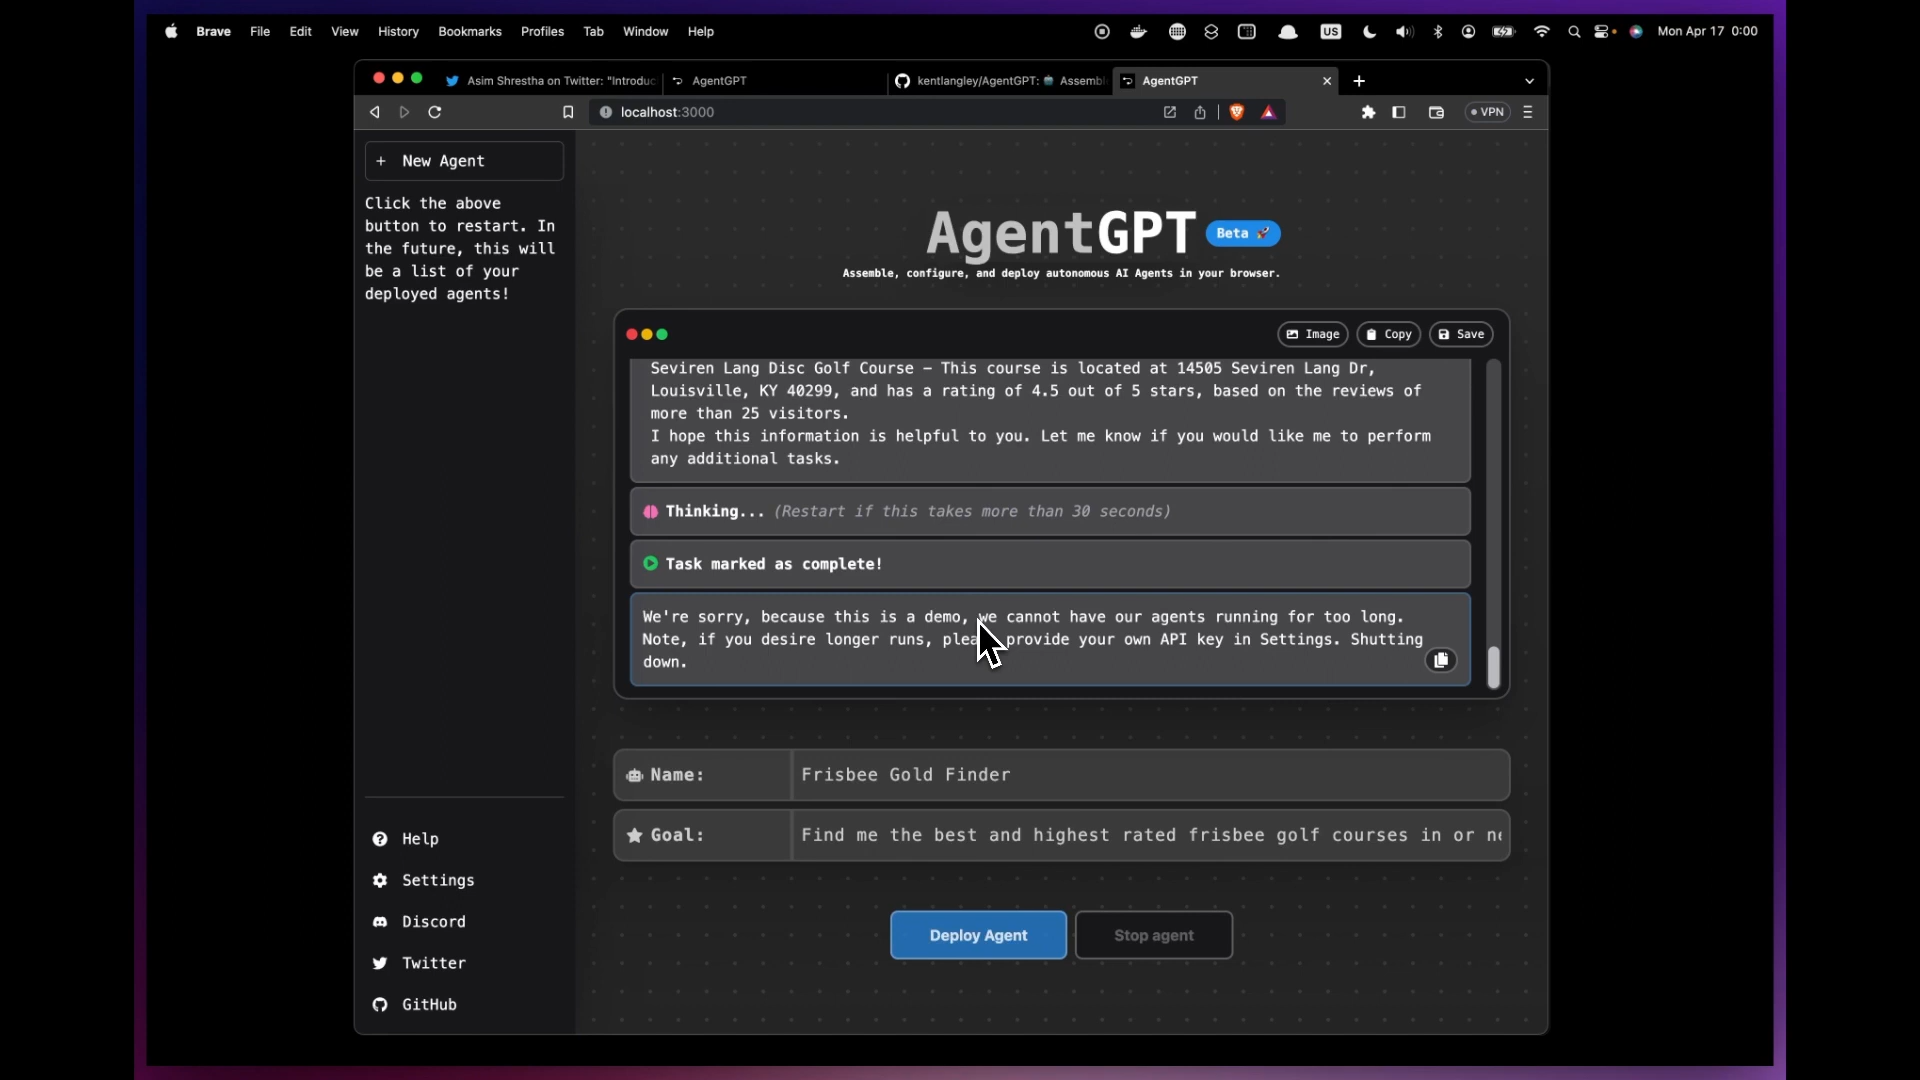 Brave File Edit View History Bookmarks Profiles Tab Window Help US Mon Apr 17 0:00
Asim Shrestha on Twitter: "Introduc AgentGPT kentlangley/AgentGPT: Assembl AgentGPT
localhost:3000 VPN
+ New Agent
Click the above
button to restart. In
the future, this will
be a list of your
deployed agents!
AgentGPT Beta
Assemble, configure, and deploy autonomous AI Agents in your browser.
Image Copy Save
Seviren Lang Disc Golf Course – This course is located at 14505 Seviren Lang Dr,
Louisville, KY 40299, and has a rating of 4.5 out of 5 stars, based on the reviews of
more than 25 visitors.
I hope this information is helpful to you. Let me know if you would like me to perform
any additional tasks.
Thinking... (Restart if this takes more than 30 seconds)
Task marked as complete!
We're sorry, because this is a demo, we cannot have our agents running for too long.
Note, if you desire longer runs, plea provide your own API key in Settings. Shutting
down.
Name: Frisbee Gold Finder
Goal: Find me the best and highest rated frisbee golf courses in or ne
Deploy Agent Stop agent
Help
Settings
Discord
Twitter
GitHub